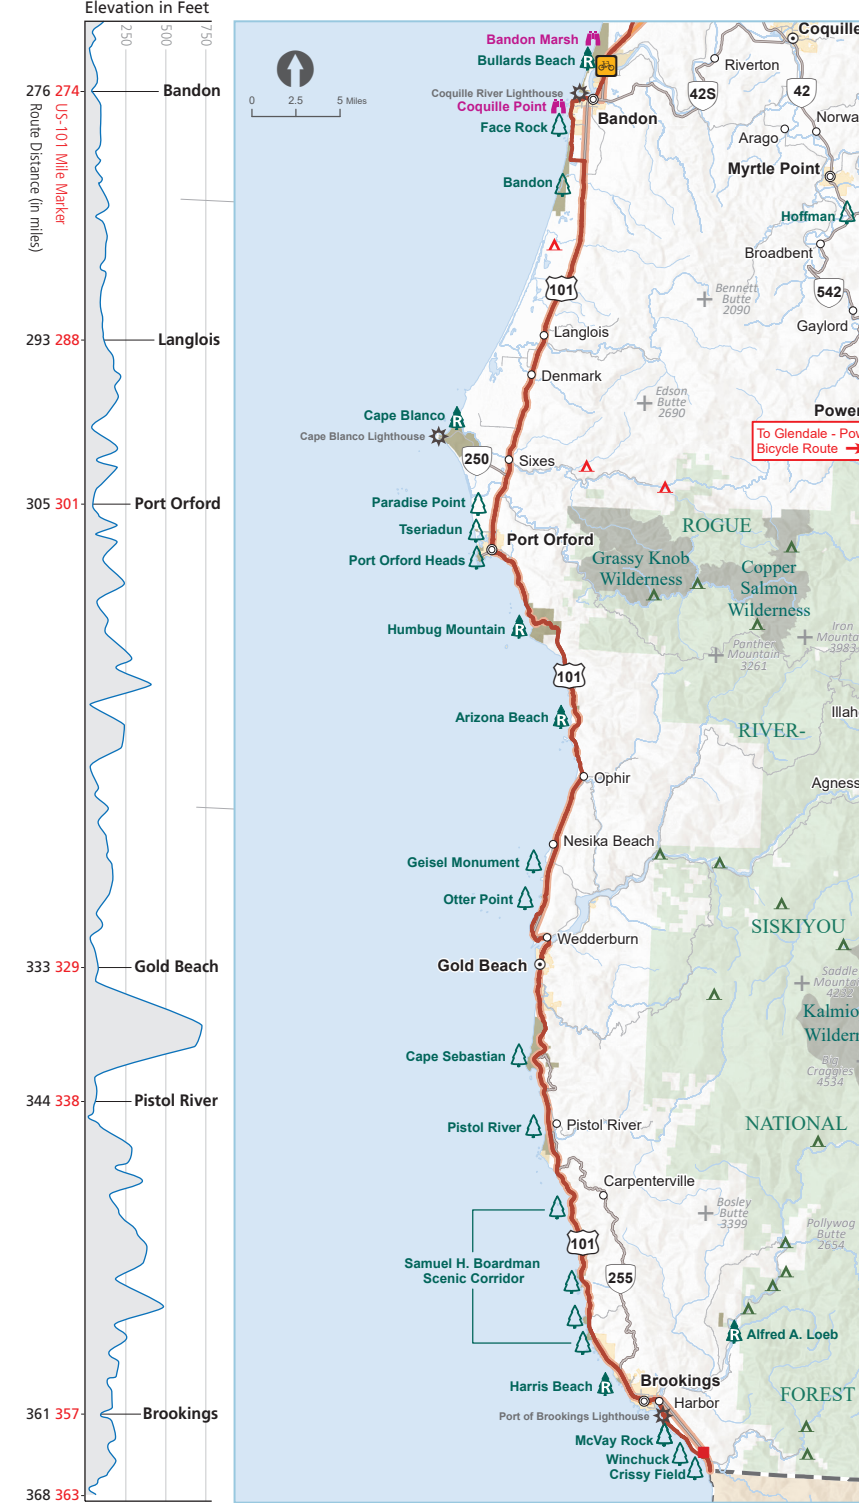 Elevation in Feet
250
500
750
Route Distance (in miles)
US-101 Mile Marker
276 274 Bandon
293 288 Langlois
305 301 Port Orford
333 329 Gold Beach
344 338 Pistol River
361 357 Brookings
368 363
0 2.5 5 Miles
Bandon Marsh
Bullards Beach
R
Coquille River Lighthouse
Coquille Point
Face Rock
Bandon
Bandon
Coquille
Riverton
42S
42
Norwa
Arago
Myrtle Point
Hoffman
Broadbent
542
Gaylord
Bennett
Butte
2090
101
Langlois
Denmark
Edson
Butte
2690
Power
To Glendale - Pow
Bicycle Route
Cape Blanco
R
Cape Blanco Lighthouse
250
Sixes
Paradise Point
Tseriadun
Port Orford Heads
Port Orford
ROGUE
Grassy Knob
Wilderness
Copper
Salmon
Wilderness
Iron
Mounta
3983
Panther
Mountain
3261
Humbug Mountain
R
101
Arizona Beach
R
Illah
RIVER-
Ophir
Agness
Nesika Beach
Geisel Monument
Otter Point
SISKIYOU
Wedderburn
Gold Beach
Saddle
Mounta
Kalmio
Wildern
Big
Craggies
4534
Cape Sebastian
Pistol River
Pistol River
NATIONAL
Carpenterville
Bosley
Butte
3399
Pollywog
Butte
2654
101
Samuel H. Boardman
Scenic Corridor
255
R
Alfred A. Loeb
Harris Beach
R
Brookings
Harbor
FOREST
Port of Brookings Lighthouse
McVay Rock
Winchuck
Crissy Field